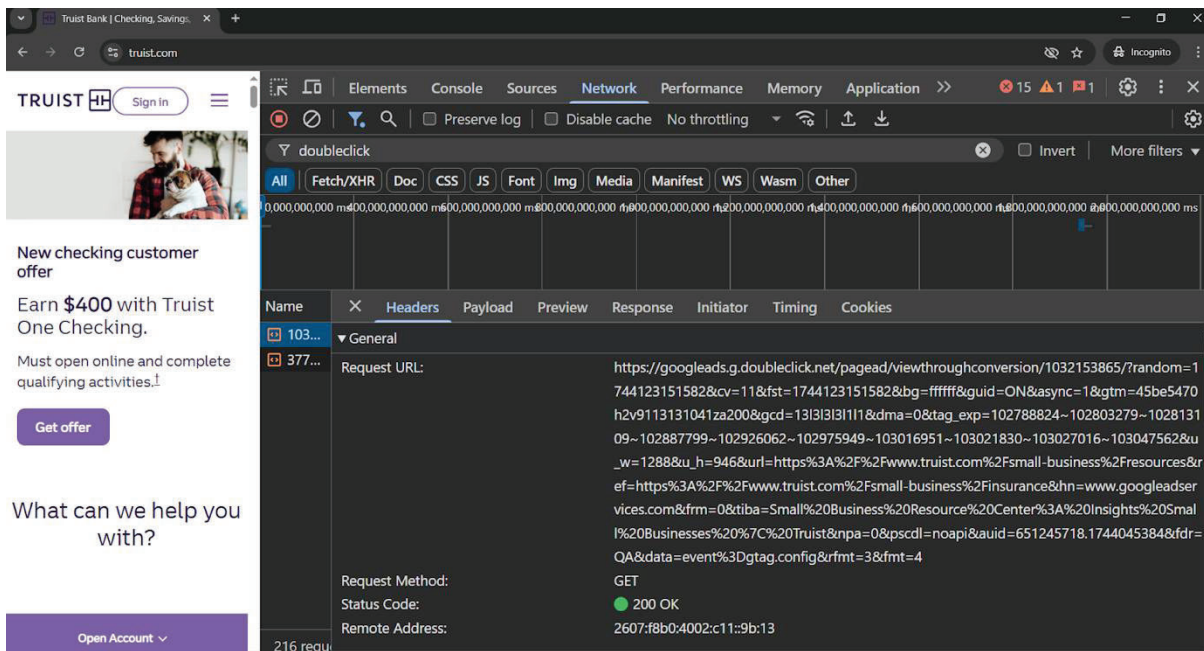 Truist Bank | Checking, Savings,
truist.com
Incognito
TRUIST
Sign in
New checking customer
offer
Earn $400 with Truist
One Checking.
Must open online and complete
qualifying activities.†
Get offer
What can we help you
with?
Open Account
Elements Console Sources Network Performance Memory Application 15 1 1
Preserve log Disable cache No throttling
doubleclick Invert More filters
All Fetch/XHR Doc CSS JS Font Img Media Manifest WS Wasm Other
Name Headers Payload Preview Response Initiator Timing Cookies
103...
377...
General
Request URL:
https://googleads.g.doubleclick.net/pagead/viewthroughconversion/1032153865/?random=1
744123151582&cv=11&fst=1744123151582&bg=ffffff&guid=ON&async=1&gtm=45be5470
h2v9113131041za200&gcd=13l3l3l3l1l1&dma=0&tag_exp=102788824~102803279~1028131
09~102887799~102926062~102975949~103016951~103021830~103027016~103047562&u
_w=1288&u_h=946&url=https%3A%2F%2Fwww.truist.com%2Fsmall-business%2Fresources&r
ef=https%3A%2F%2Fwww.truist.com%2Fsmall-business%2Finsurance&hn=www.googleadser
vices.com&frm=0&tiba=Small%20Business%20Resource%20Center%3A%20Insights%20Smal
l%20Businesses%20%7C%20Truist&npa=0&pscdl=noapi&auid=651245718.1744045384&fdr=
QA&data=event%3Dgtag.config&rfmt=3&fmt=4
Request Method: GET
Status Code: 200 OK
Remote Address: 2607:f8b0:4002:c11::9b:13
216 requ